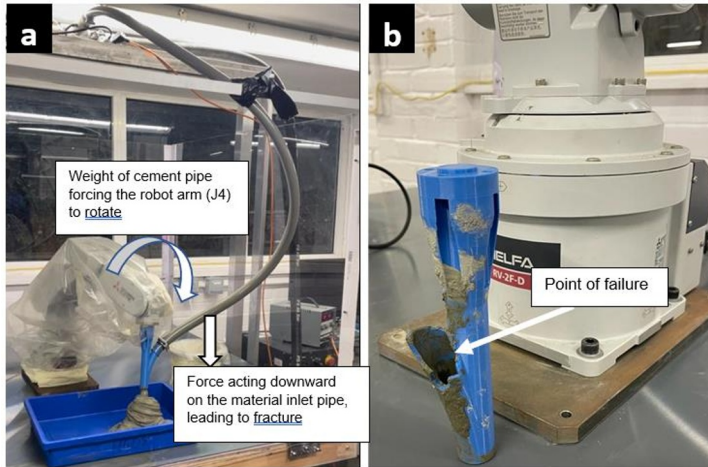 a
Weight of cement pipe
forcing the robot arm (J4)
to rotate
Force acting downward
on the material inlet pipe,
leading to fracture
b
MELFA
RV-2F-D
Point of failure